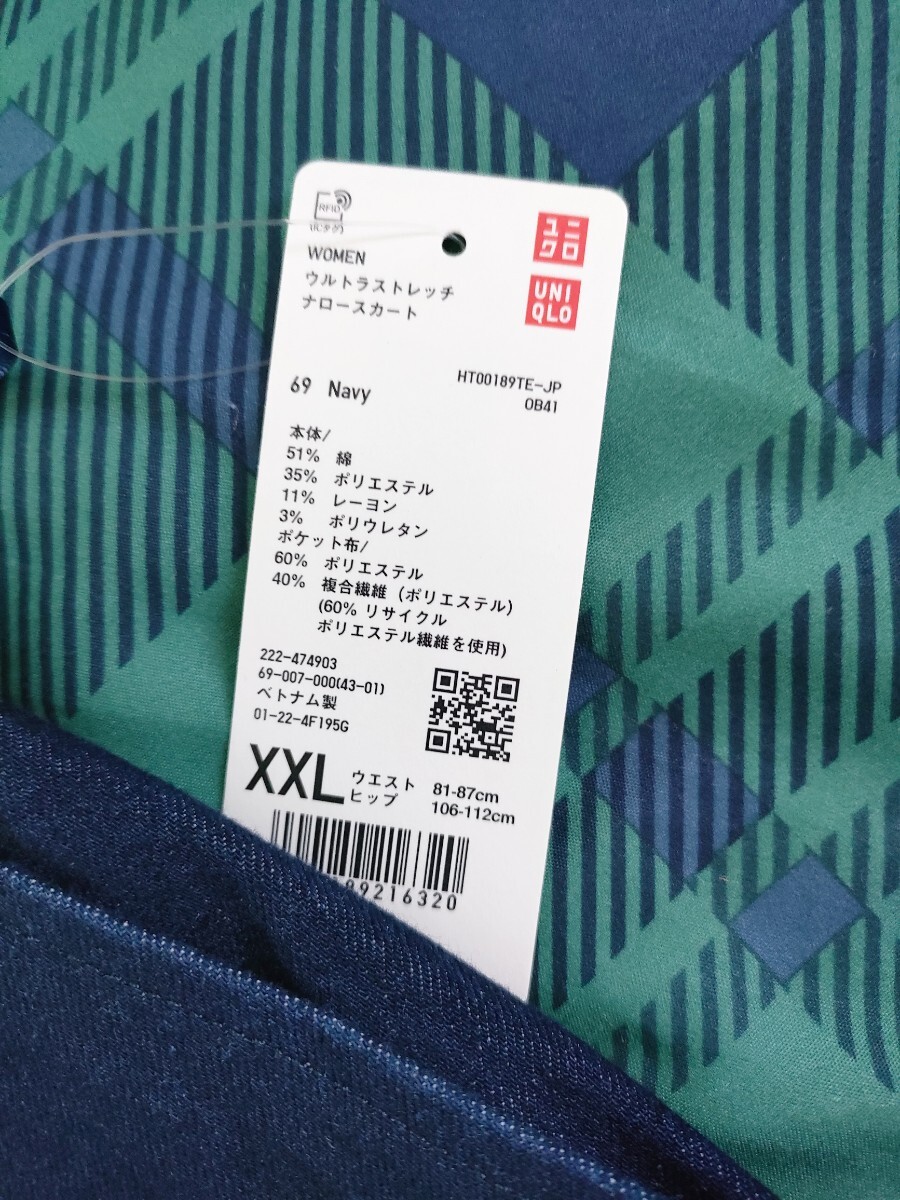 RFID
WOMEN
ウルトラストレッチ
ナロースカート
ユニ
クロ
UNI
QLO
69 Navy
HT00189TE-JP
0B41
本体/
51% 綿
35% ポリエステル
11% レーヨン
3% ポリウレタン
ポケット布/
60% ポリエステル
40% 複合繊維 (ポリエステル)
(60% リサイクル
ポリエステル繊維を使用)
222-474903
69-007-000(43-01)
ベトナム製
01-22-4F195G
XXL
ウエスト 81-87cm
ヒップ 106-112cm
89216320